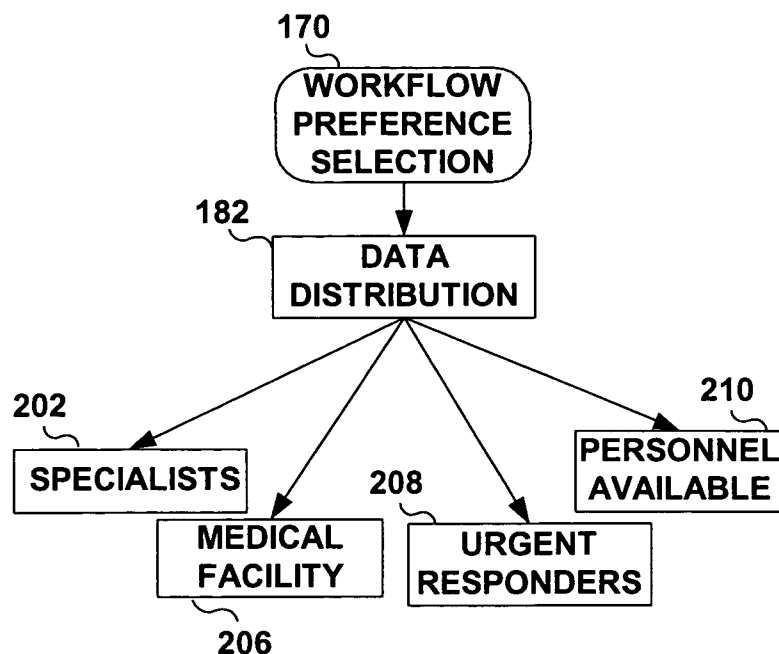 170
WORKFLOW
PREFERENCE
SELECTION
182
DATA
DISTRIBUTION
202
SPECIALISTS
210
PERSONNEL
AVAILABLE
MEDICAL
FACILITY
206
208
URGENT
RESPONDERS